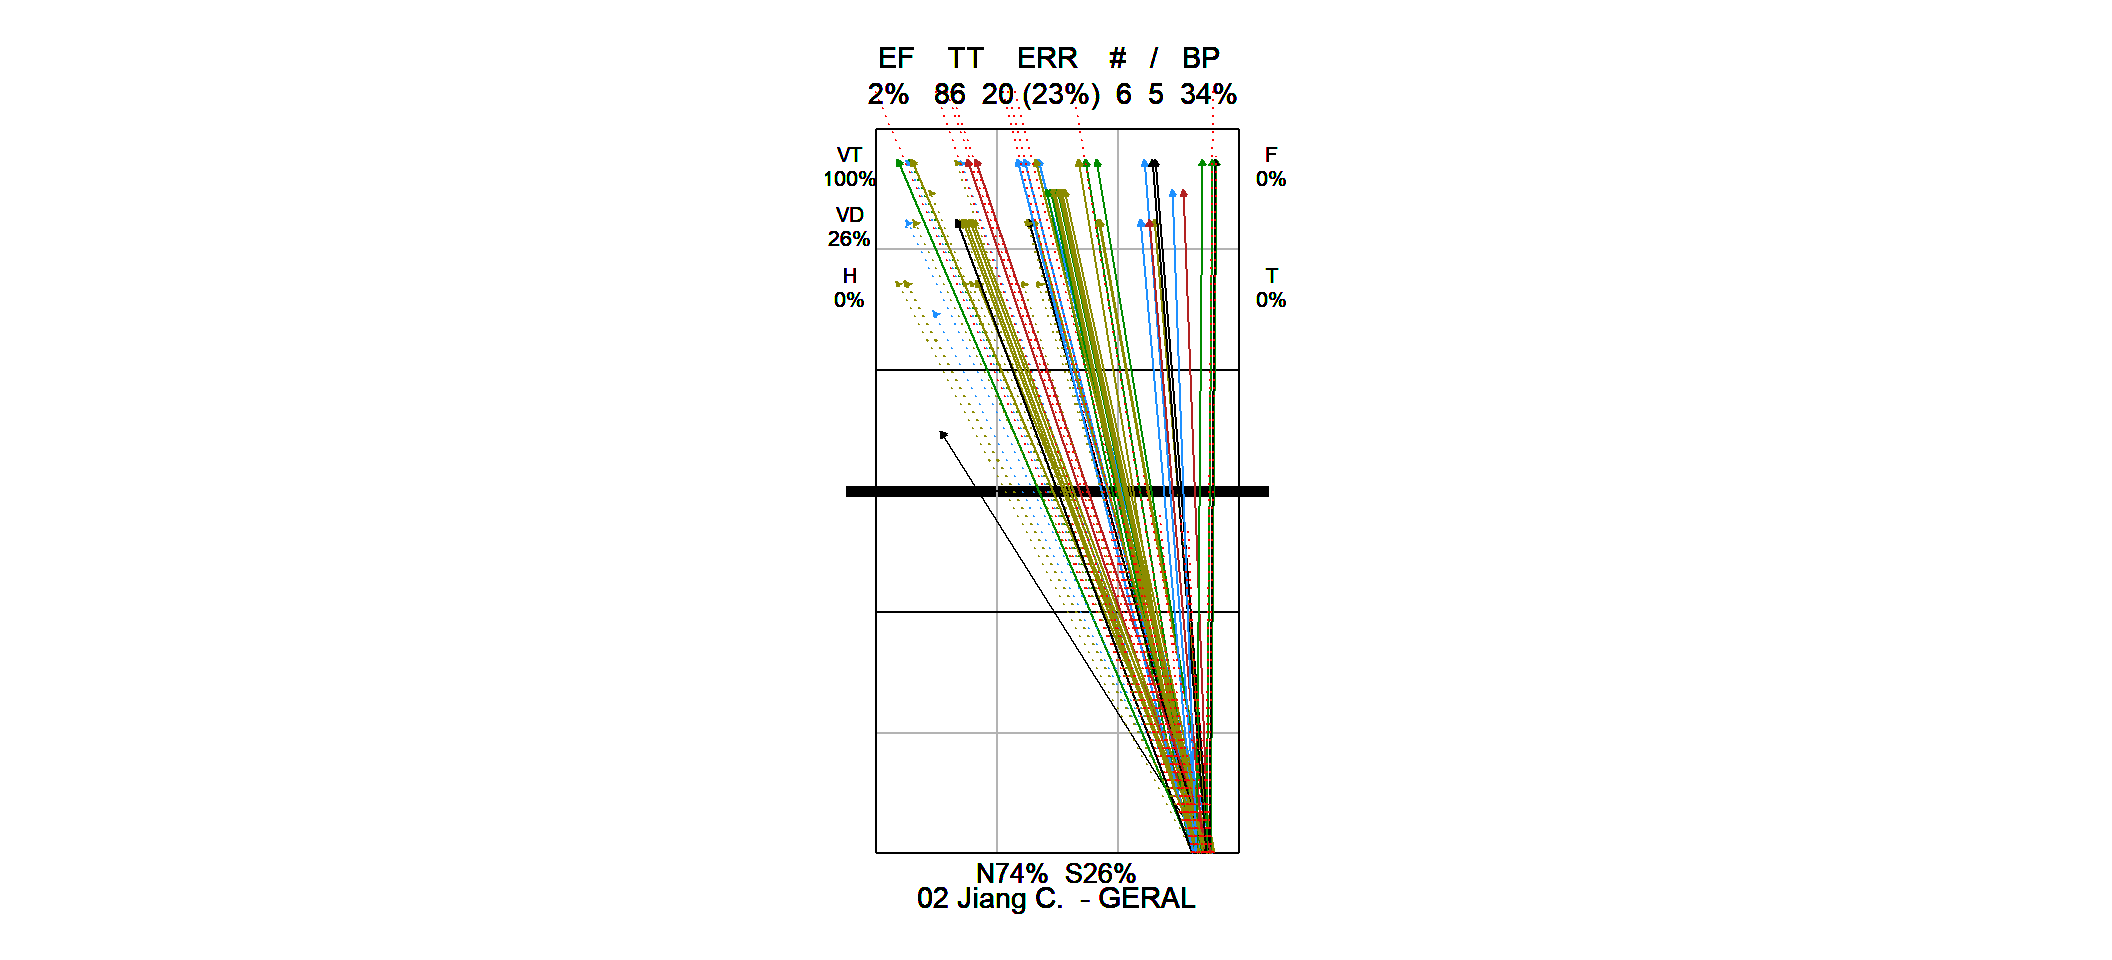 EF TT ERR # / BP
2% 86 20 (23%) 6 5 34%
VT
100%
F
0%
VD
26%
H
0%
T
0%
N74% S26%
02 Jiang C. - GERAL